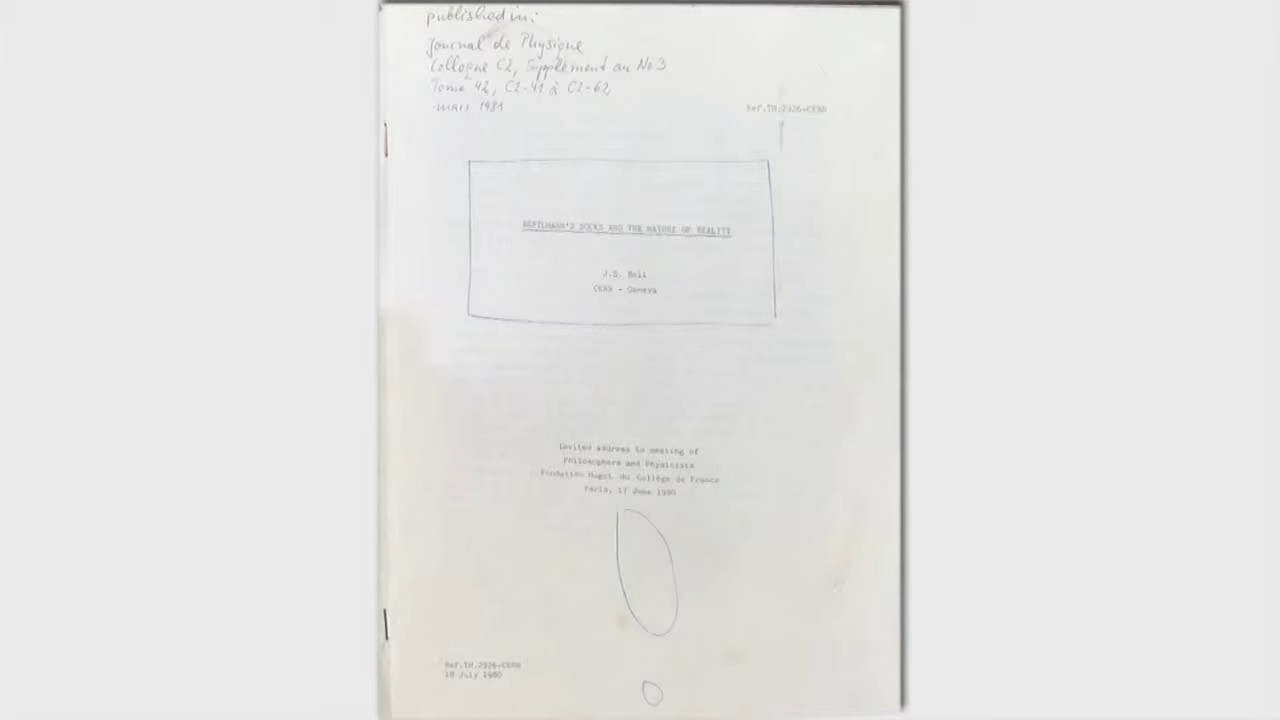 published in:
Journal de Physique
Colloque C2, Supplément au No 3
Tome 42, C2-41 à C2-62
mars 1981
Ref.TH.2926-CERN
BERTLMANN'S SOCKS AND THE NATURE OF REALITY
J.S. Bell
CERN - Geneva
Invited address to meeting of
Philosophers and Physicists
Fondation Hugot du Collège de France
Paris, 17 June 1980
Ref.TH.2926-CERN
18 July 1980